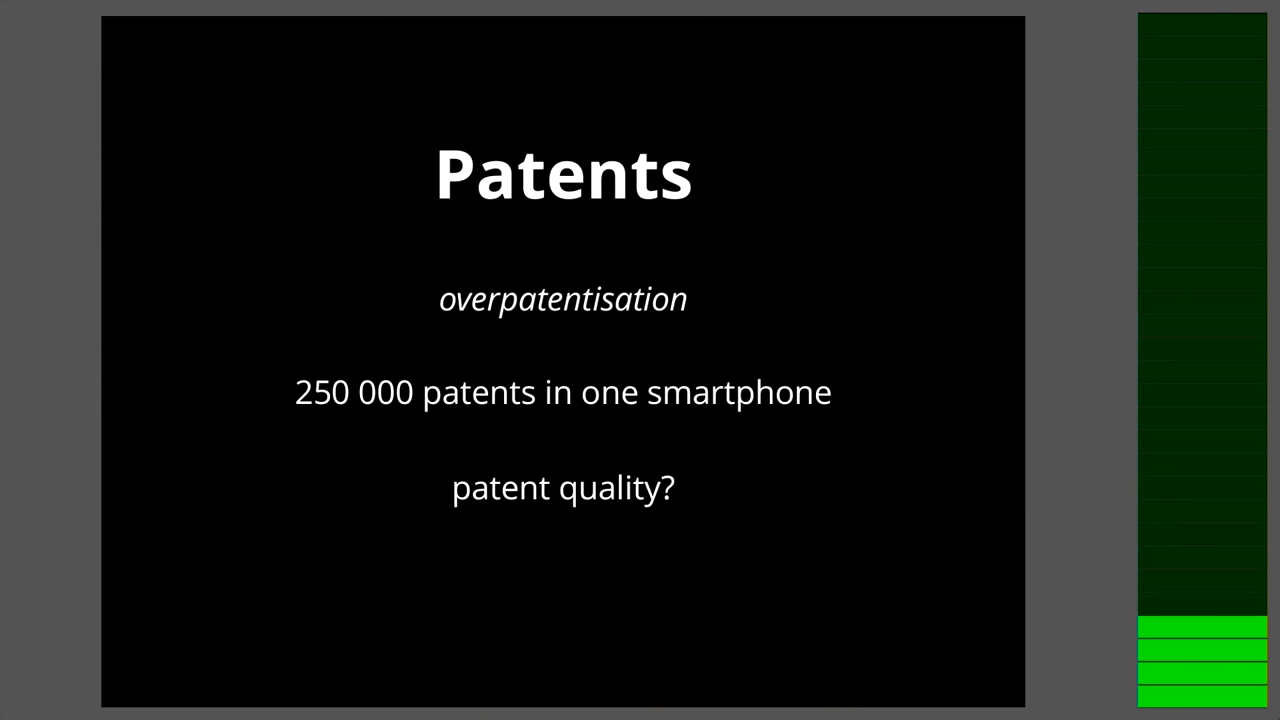 Patents
overpatentisation
250 000 patents in one smartphone
patent quality?